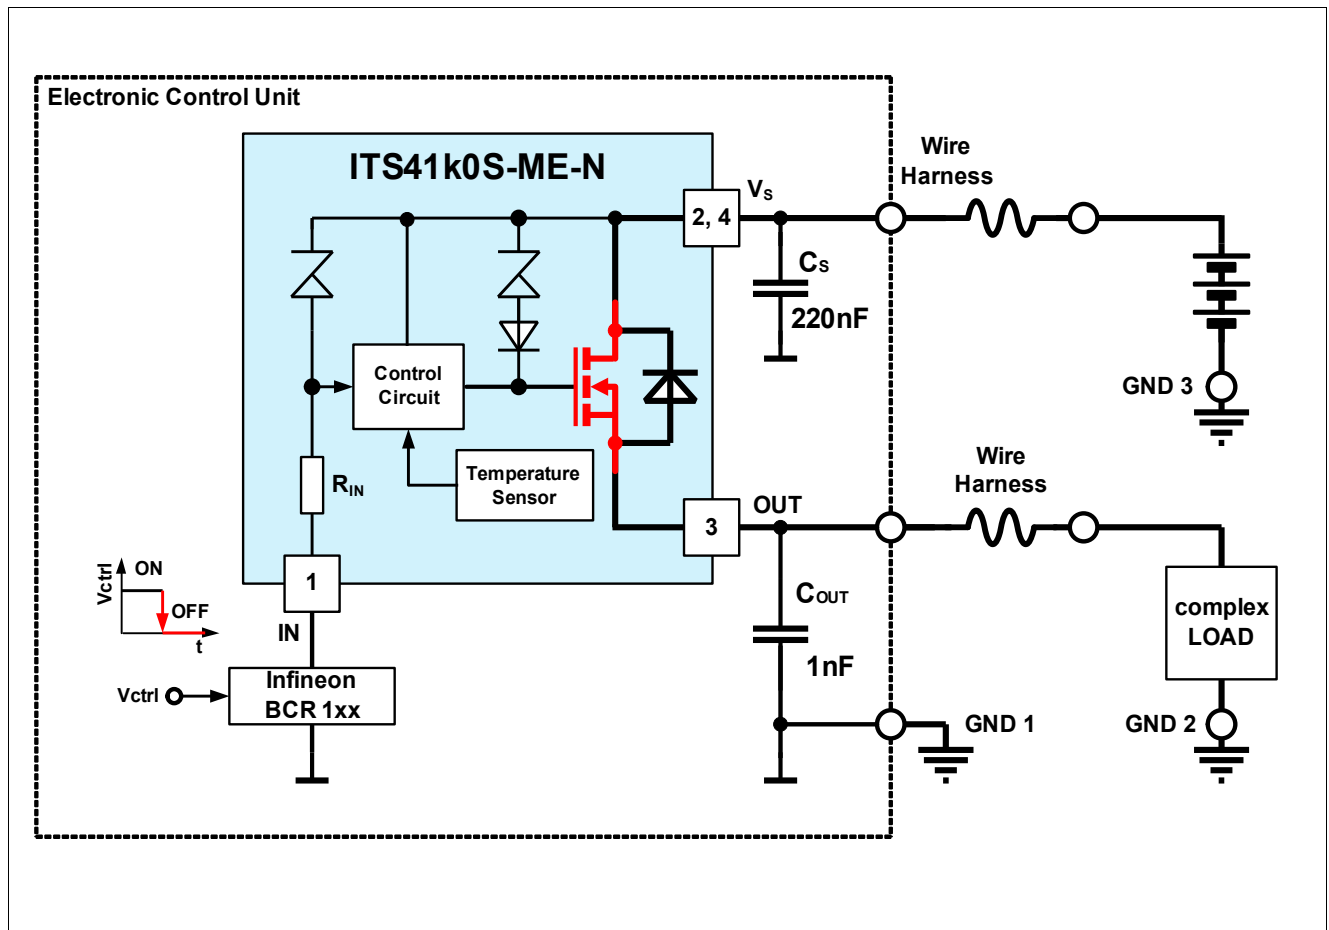 Electronic Control Unit
ITS41k0S-ME-N
Wire
Harness
VS
2, 4
CS
220nF
Control
Circuit
GND 3
RIN
Temperature
Sensor
Wire
Harness
OUT
3
Vctrl
ON
OFF
t
1
IN
COUT
1nF
complex
LOAD
Vctrl
Infineon
BCR 1xx
GND 1
GND 2